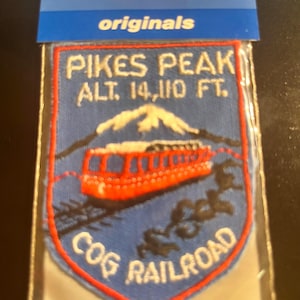 originals
PIKES PEAK
ALT. 14,110 FT.
COG RAILROAD